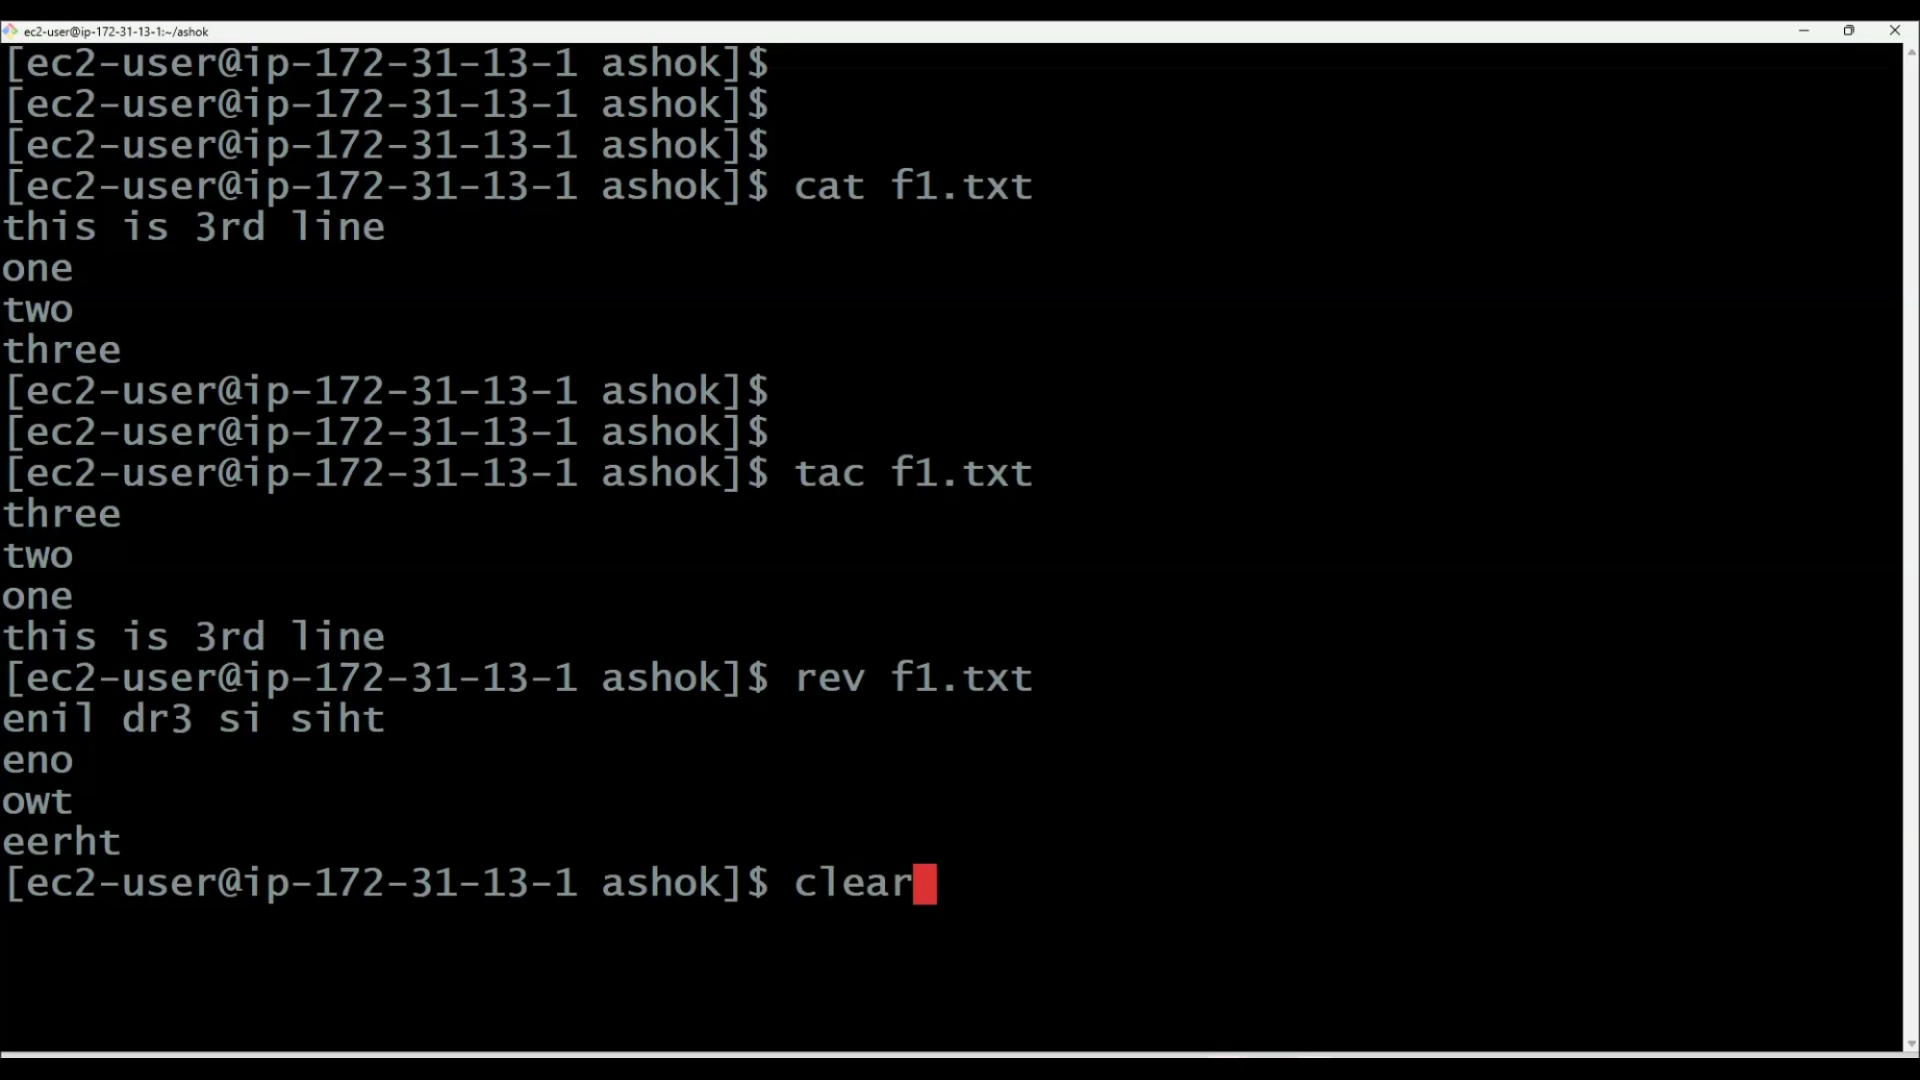 ec2-user@ip-172-31-13-1:~/ashok
[ec2-user@ip-172-31-13-1 ashok]$
[ec2-user@ip-172-31-13-1 ashok]$
[ec2-user@ip-172-31-13-1 ashok]$
[ec2-user@ip-172-31-13-1 ashok]$ cat f1.txt
this is 3rd line
one
two
three
[ec2-user@ip-172-31-13-1 ashok]$
[ec2-user@ip-172-31-13-1 ashok]$
[ec2-user@ip-172-31-13-1 ashok]$ tac f1.txt
three
two
one
this is 3rd line
[ec2-user@ip-172-31-13-1 ashok]$ rev f1.txt
enil dr3 si siht
eno
owt
eerht
[ec2-user@ip-172-31-13-1 ashok]$ clear